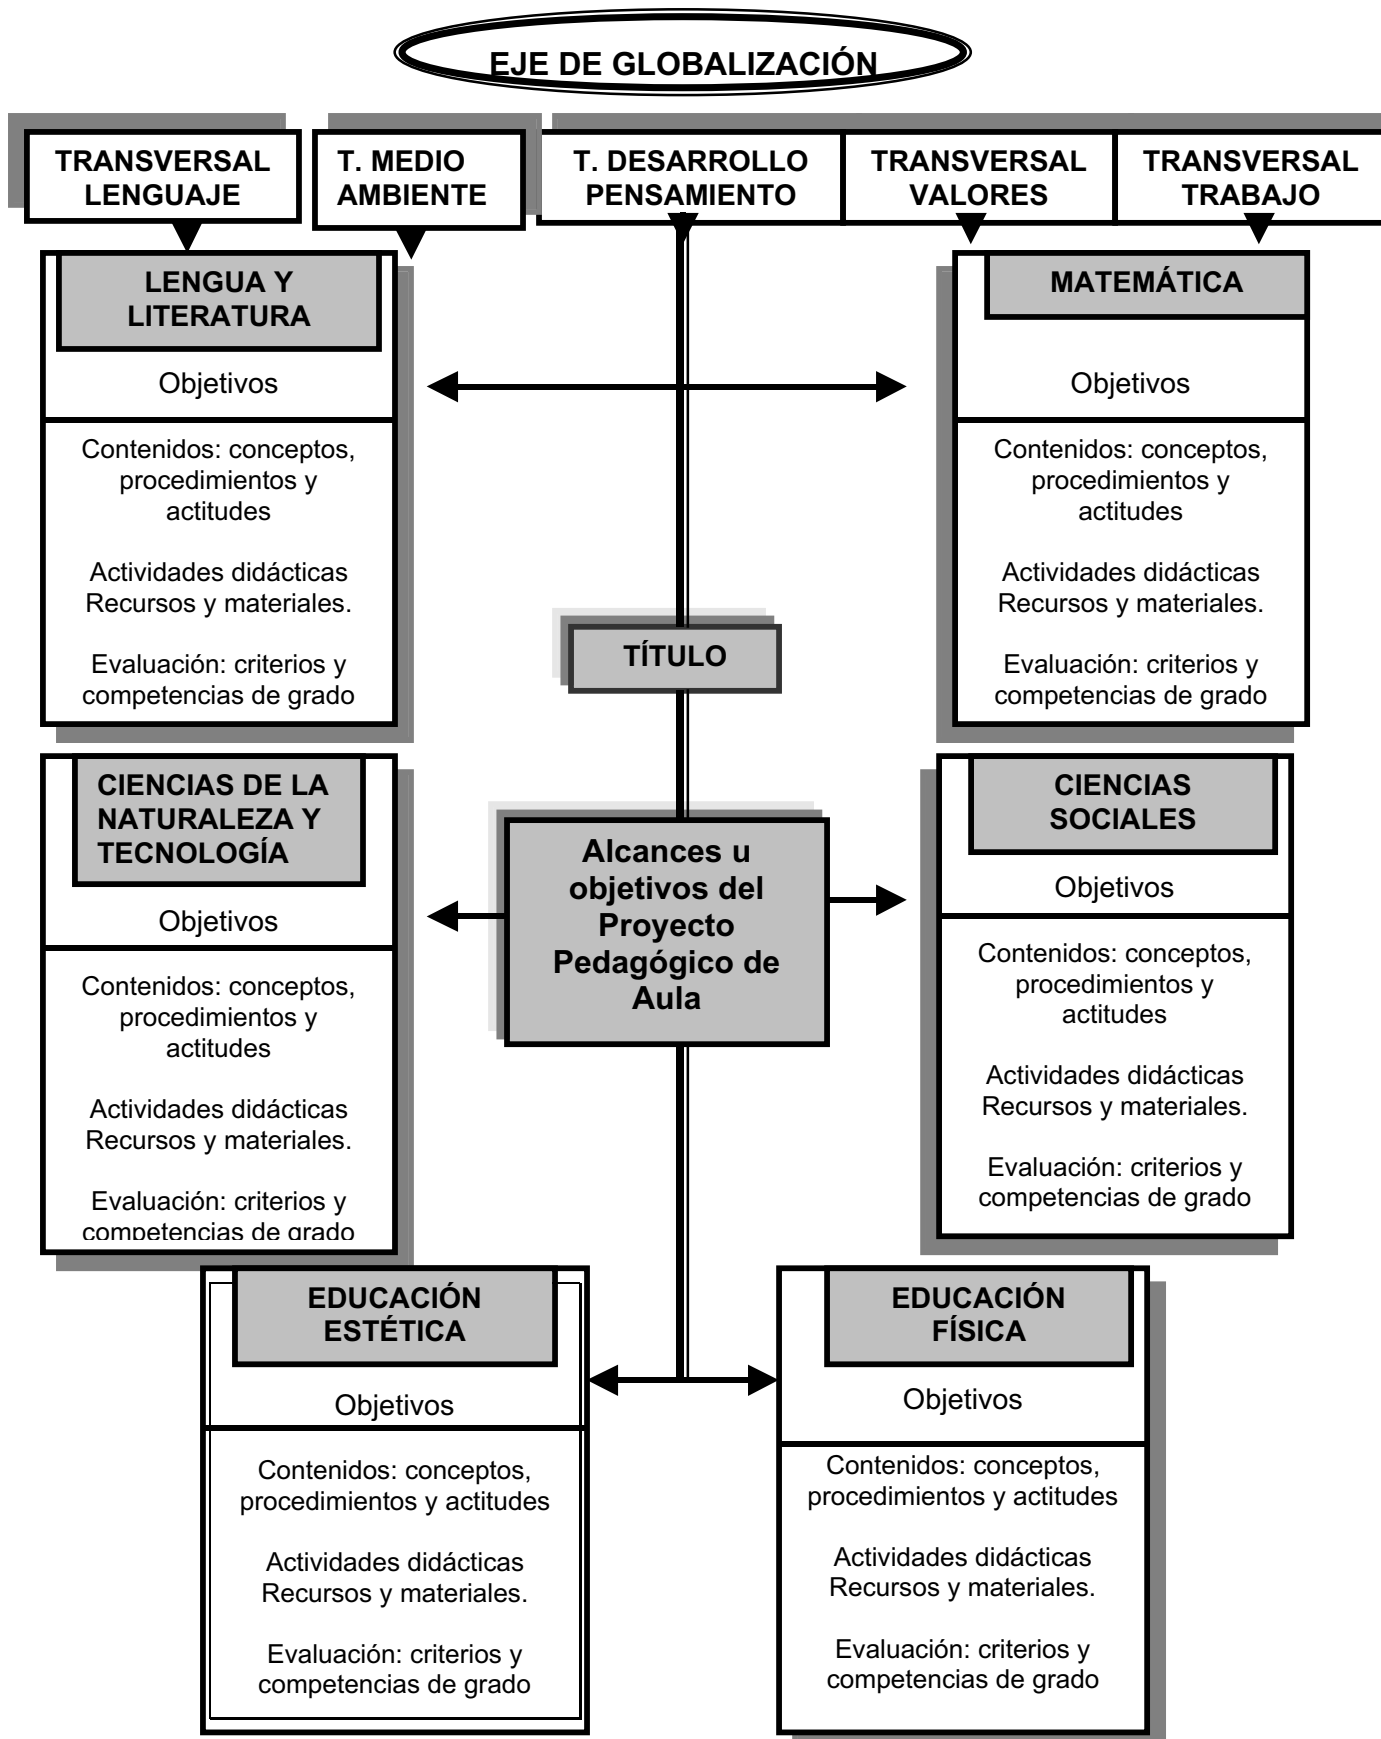 EJE DE GLOBALIZACIÓN
TRANSVERSAL
LENGUAJE
T. MEDIO
AMBIENTE
T. DESARROLLO
PENSAMIENTO
TRANSVERSAL
VALORES
TRANSVERSAL
TRABAJO
LENGUA Y
LITERATURA
Objetivos
Contenidos: conceptos,
procedimientos y
actitudes
Actividades didácticas
Recursos y materiales.
Evaluación: criterios y
competencias de grado
MATEMÁTICA
Objetivos
Contenidos: conceptos,
procedimientos y
actitudes
Actividades didácticas
Recursos y materiales.
Evaluación: criterios y
competencias de grado
TÍTULO
CIENCIAS DE LA
NATURALEZA Y
TECNOLOGÍA
Objetivos
Contenidos: conceptos,
procedimientos y
actitudes
Actividades didácticas
Recursos y materiales.
Evaluación: criterios y
competencias de grado
Alcances u
objetivos del
Proyecto
Pedagógico de
Aula
CIENCIAS
SOCIALES
Objetivos
Contenidos: conceptos,
procedimientos y
actitudes
Actividades didácticas
Recursos y materiales.
Evaluación: criterios y
competencias de grado
EDUCACIÓN
ESTÉTICA
Objetivos
Contenidos: conceptos,
procedimientos y actitudes
Actividades didácticas
Recursos y materiales.
Evaluación: criterios y
competencias de grado
EDUCACIÓN
FÍSICA
Objetivos
Contenidos: conceptos,
procedimientos y actitudes
Actividades didácticas
Recursos y materiales.
Evaluación: criterios y
competencias de grado